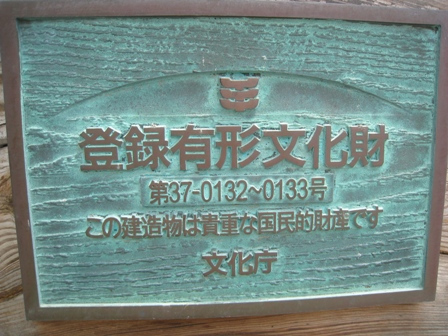 登録有形文化財
第37-0132~0133号
この建造物は貴重な国民的財産です
文化庁